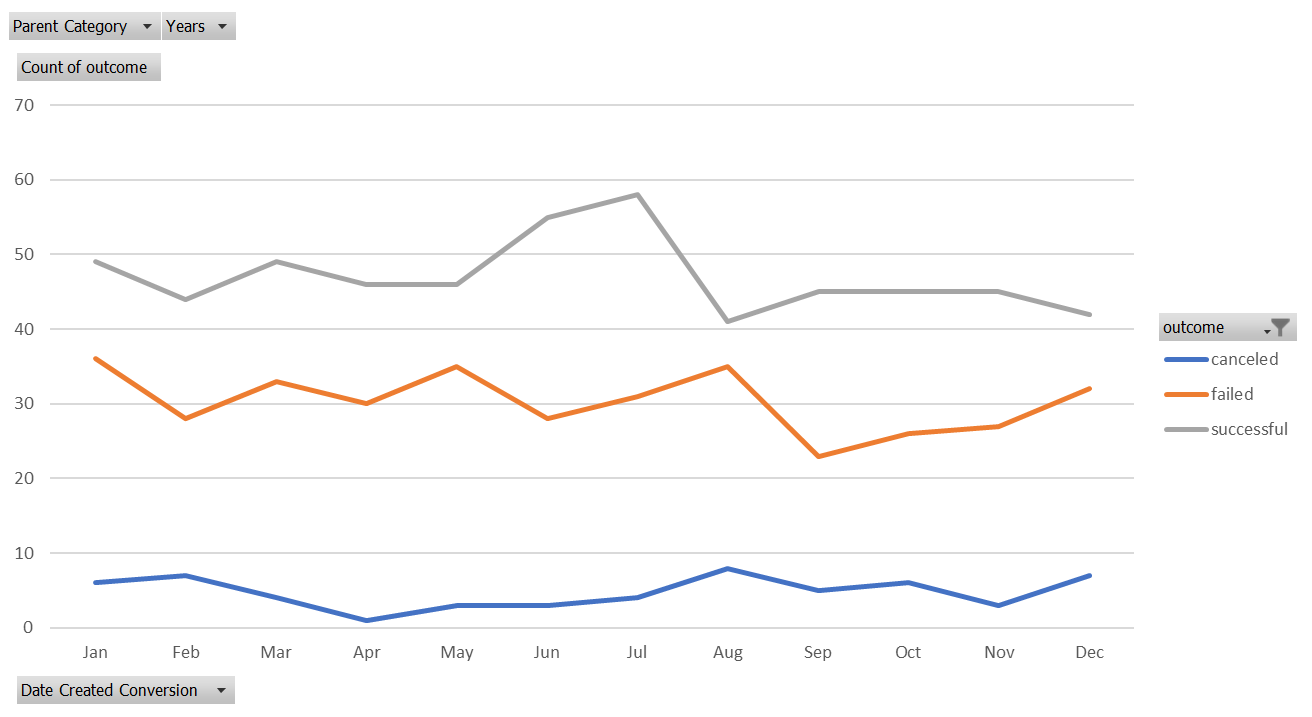 Parent Category Years
Count of outcome
70
60
50
40
30
20
10
0
Jan Feb Mar Apr May Jun Jul Aug Sep Oct Nov Dec
Date Created Conversion
outcome
canceled
failed
successful